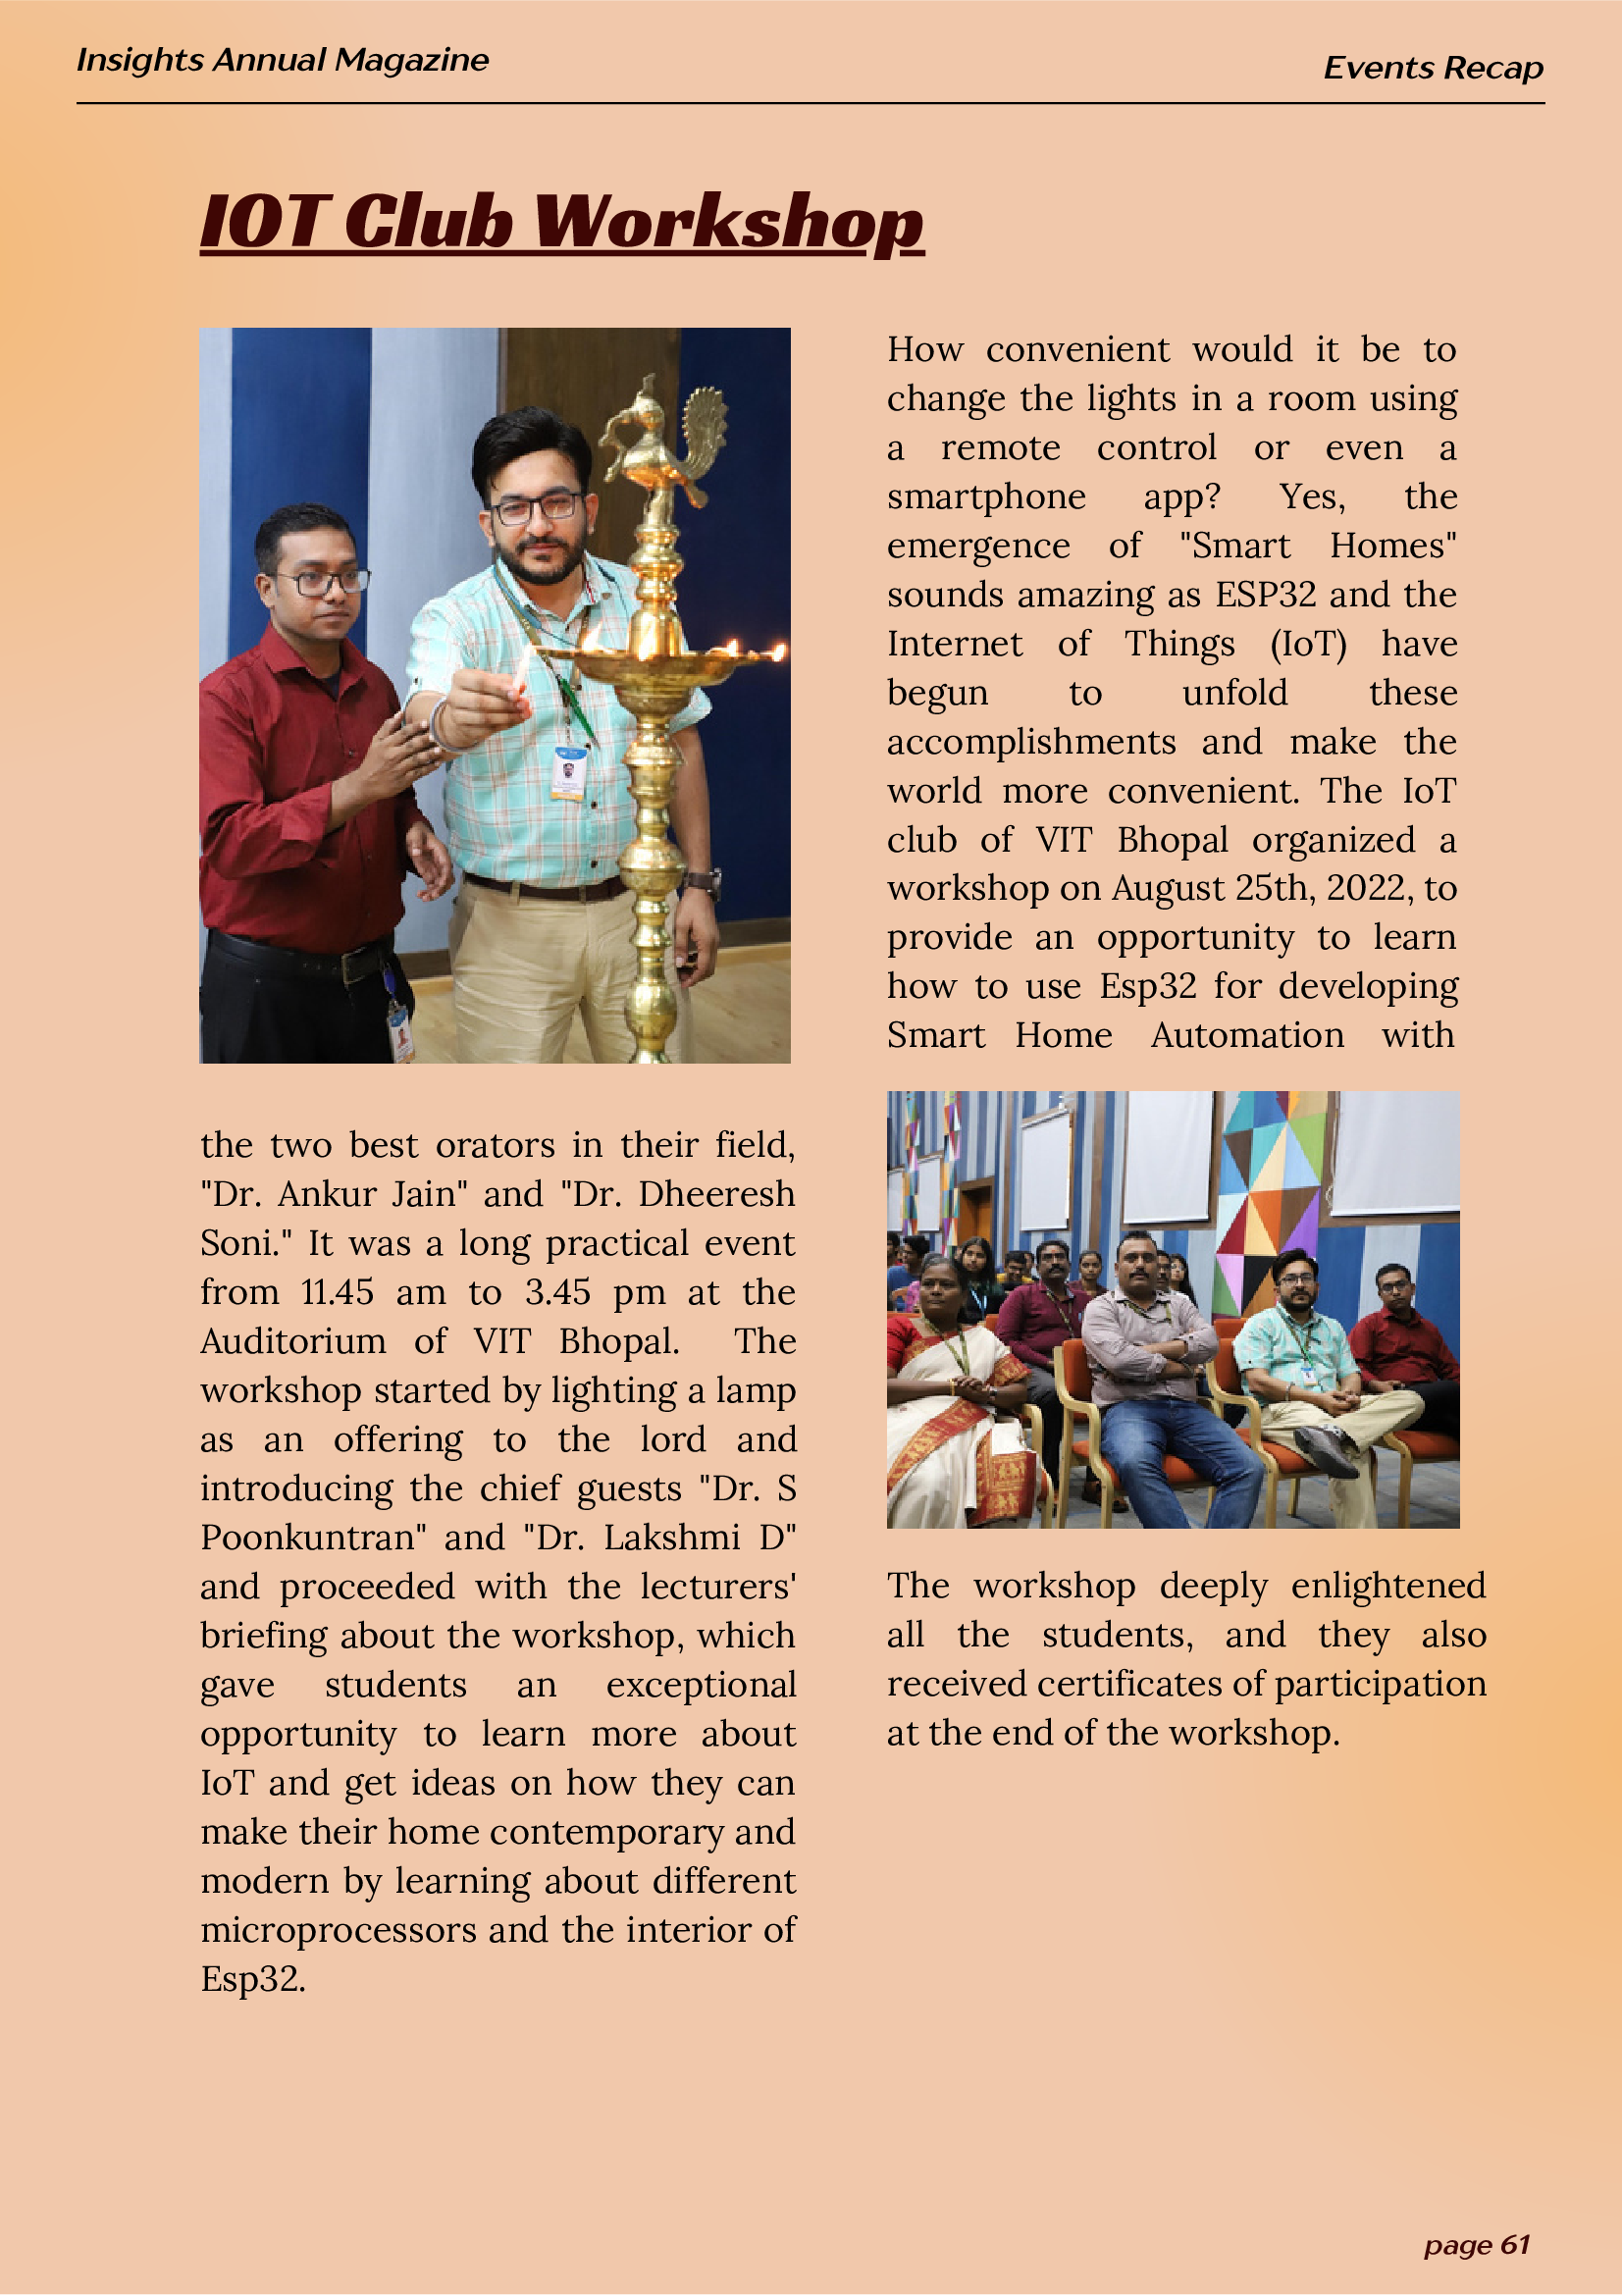 Insights Annual Magazine
Events Recap
IOT Club Workshop
How convenient would it be to
change the lights in a room using
a remote control or even a
smartphone app? Yes, the
emergence of "Smart Homes"
sounds amazing as ESP32 and the
Internet of Things (IoT) have
begun to unfold these
accomplishments and make the
world more convenient. The IoT
club of VIT Bhopal organized a
workshop on August 25th, 2022, to
provide an opportunity to learn
how to use Esp32 for developing
Smart Home Automation with
the two best orators in their field,
"Dr. Ankur Jain" and "Dr. Dheeresh
Soni." It was a long practical event
from 11.45 am to 3.45 pm at the
Auditorium of VIT Bhopal. The
workshop started by lighting a lamp
as an offering to the lord and
introducing the chief guests "Dr. S
Poonkuntran" and "Dr. Lakshmi D"
and proceeded with the lecturers'
briefing about the workshop, which
gave students an exceptional
opportunity to learn more about
IoT and get ideas on how they can
make their home contemporary and
modern by learning about different
microprocessors and the interior of
Esp32.
The workshop deeply enlightened
all the students, and they also
received certificates of participation
at the end of the workshop.
page 61